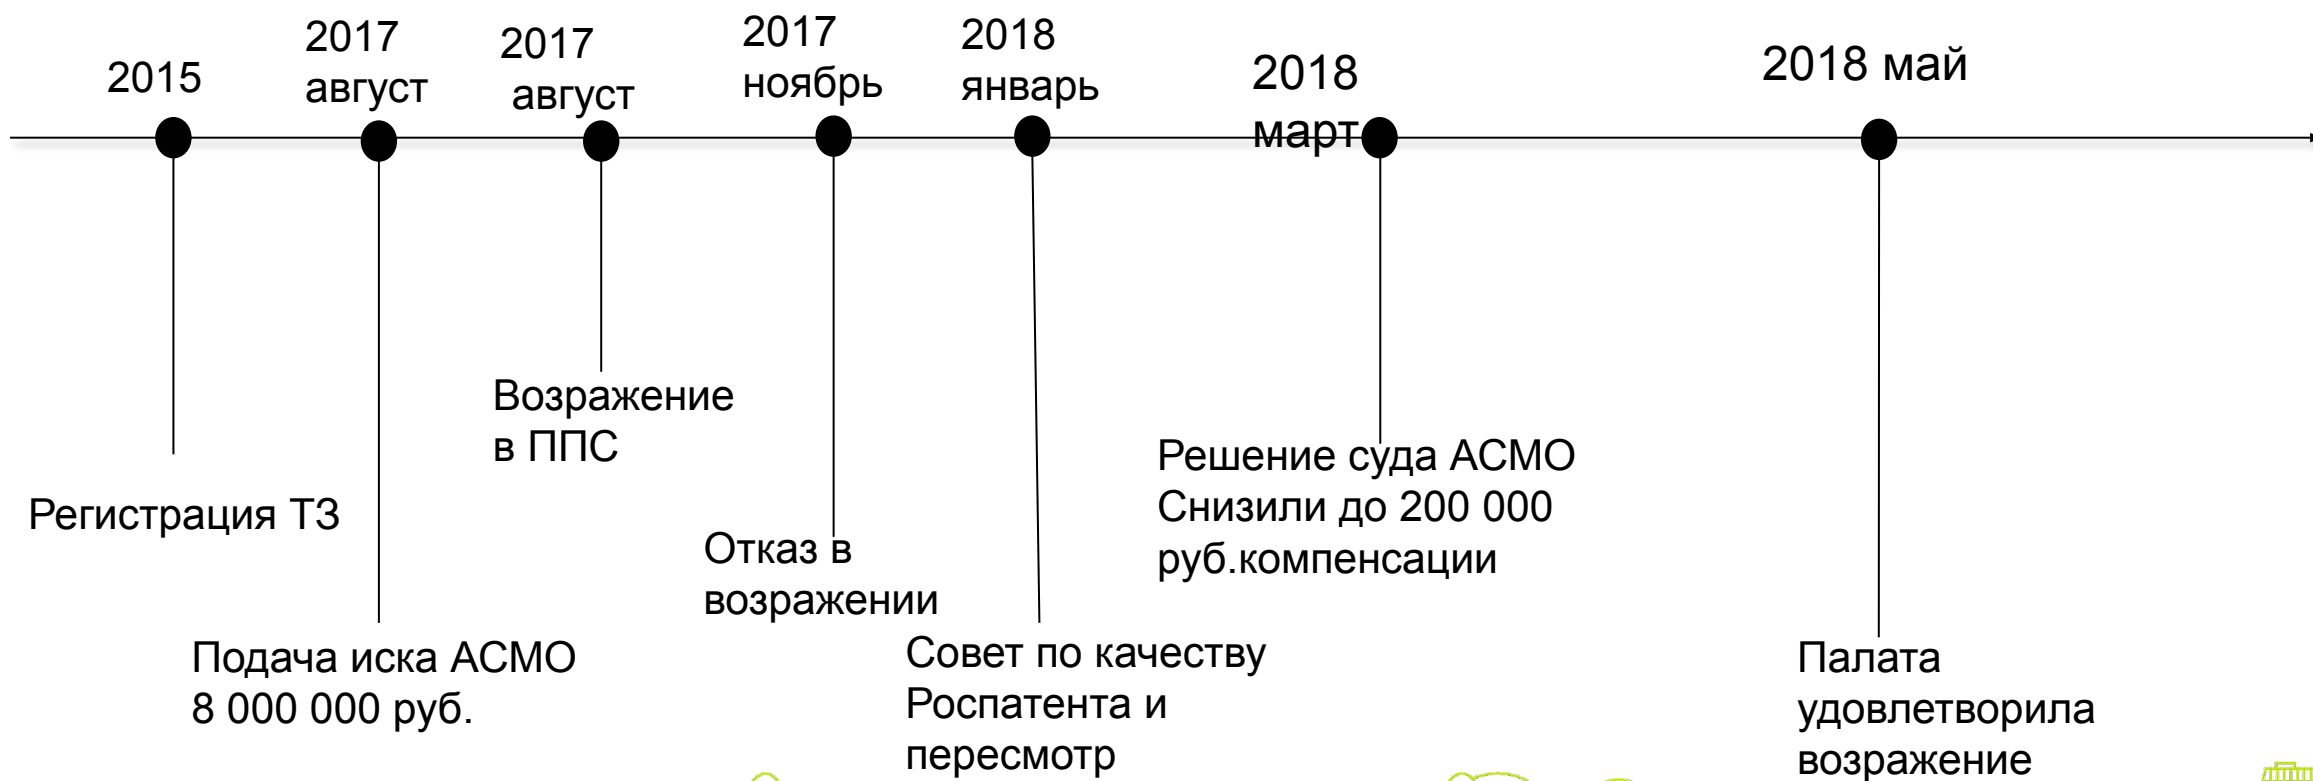 2015
2017
август
2017
август
2017
ноябрь
2018
январь
2018
март
2018 май
Регистрация ТЗ
Подача иска АСМО
8 000 000 руб.
Возражение
в ППС
Отказ в
возражении
Совет по качеству
Роспатента и
пересмотр
Решение суда АСМО
Снизили до 200 000
руб.компенсации
Палата
удовлетворила
возражение